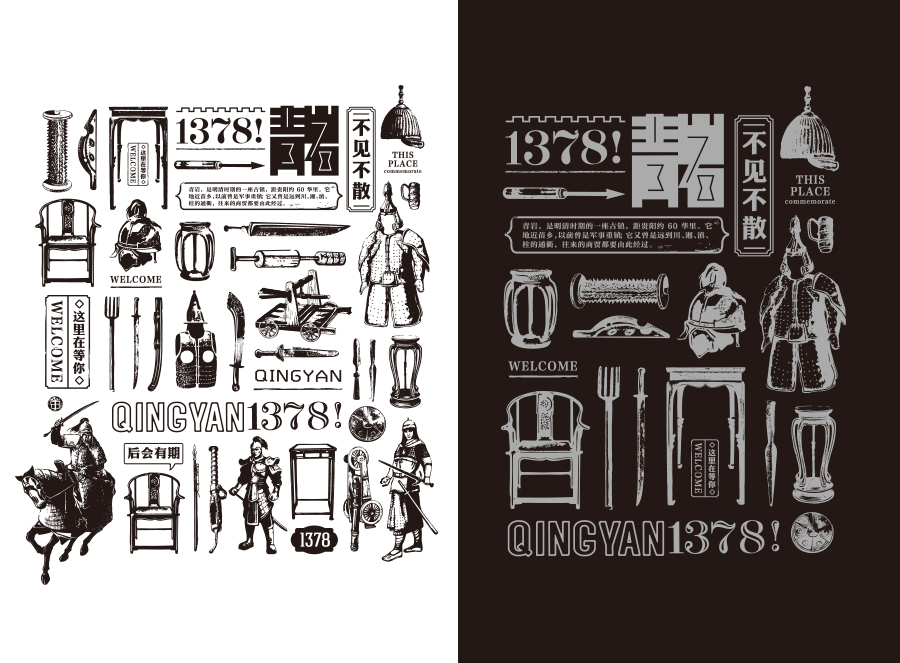 1378!
青岩
不见不散
THIS
PLACE
commemorate
这里在等你
WELCOME
青岩，是明清时期的一座古镇，距贵阳约 60 华里。它
地近苗乡，以前曾是军事重镇；它又曾是远到川、湘、滇、
桂的通衢，往来的商贾都要由此经过。
WELCOME
这里在等你
WELCOME
QINGYAN
QINGYAN1378!
后会有期
1378
1378!
青岩
不见不散
THIS
PLACE
commemorate
青岩，是明清时期的一座古镇，距贵阳约 60 华里。它
地近苗乡，以前曾是军事重镇；它又曾是远到川、湘、滇、
桂的通衢，往来的商贾都要由此经过。
WELCOME
这里在等你
WELCOME
QINGYAN1378!